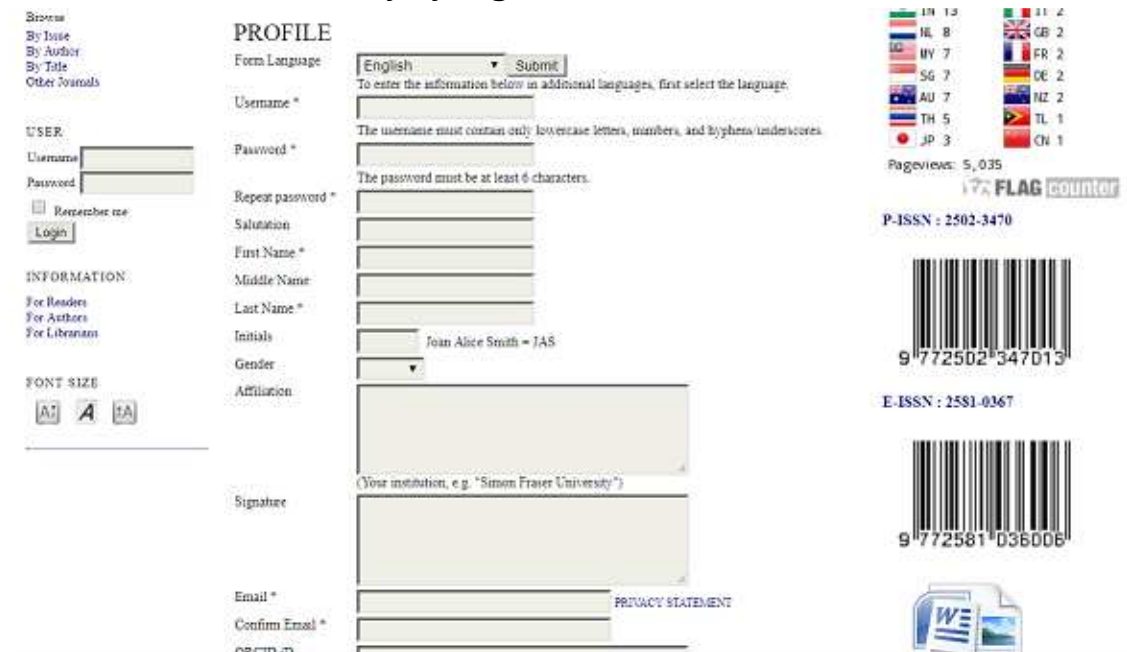 Browse
By Issue
By Author
By Title
Other Journals
USER
Username
Password
Remember me
Login
INFORMATION
For Readers
For Authors
For Librarians
FONT SIZE
PROFILE
Form Language
English
Submit
To enter the information below in additional languages, first select the language.
Username *
The username must contain only lowercase letters, numbers, and hyphens/underscores.
Password *
The password must be at least 6 characters.
Repeat password *
Salutation
First Name *
Middle Name
Last Name *
Initials
Joan Alice Smith = JAS
Gender
Affiliation
(Your institution, e.g. "Simon Fraser University")
Signature
Email *
PRIVACY STATEMENT
Confirm Email *
ORCID iD
IN 13 IT 2
NL 8 GB 2
MY 7 FR 2
SG 7 DE 2
AU 7 NZ 2
TH 5 TL 1
JP 3 CN 1
Pageviews: 5,035
FLAG counter
P-ISSN : 2502-3470
9 772502 347013
E-ISSN : 2581-0367
9 772581 036006
W